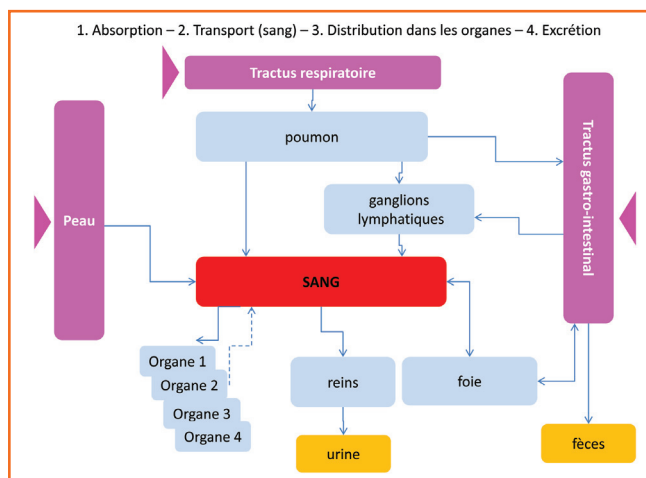 1. Absorption – 2. Transport (sang) – 3. Distribution dans les organes – 4. Excrétion
Tractus respiratoire
poumon
ganglions
lymphatiques
Tractus gastro-intestinal
Peau
SANG
Organe 1
Organe 2
Organe 3
Organe 4
reins
foie
urine
fèces